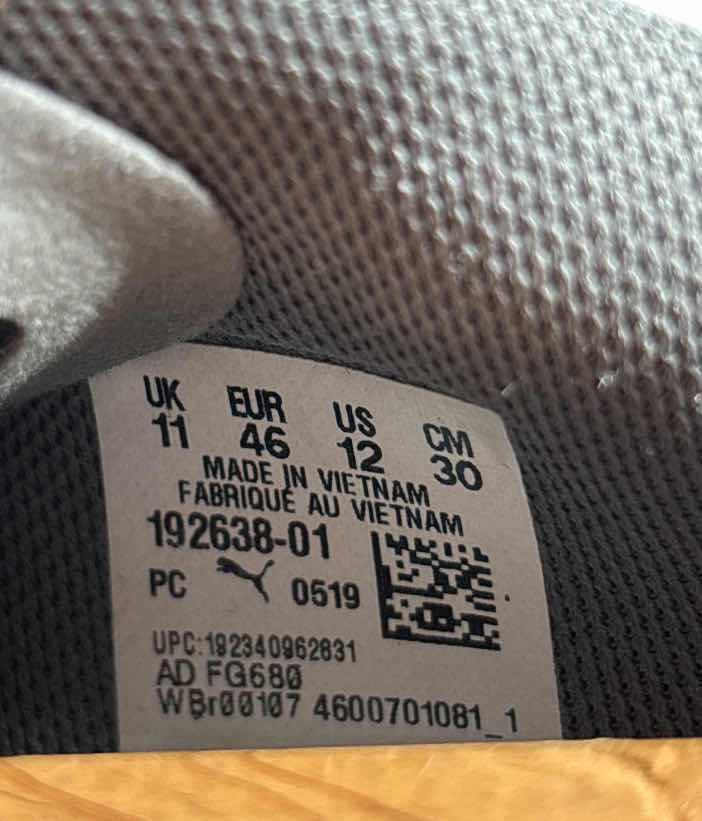 UK EUR US CM
11 46 12 30
MADE IN VIETNAM
FABRIQUÉ AU VIETNAM
192638-01
PC 0519
UPC:192340962831
AD FG680
WBr00107 4600701081_1